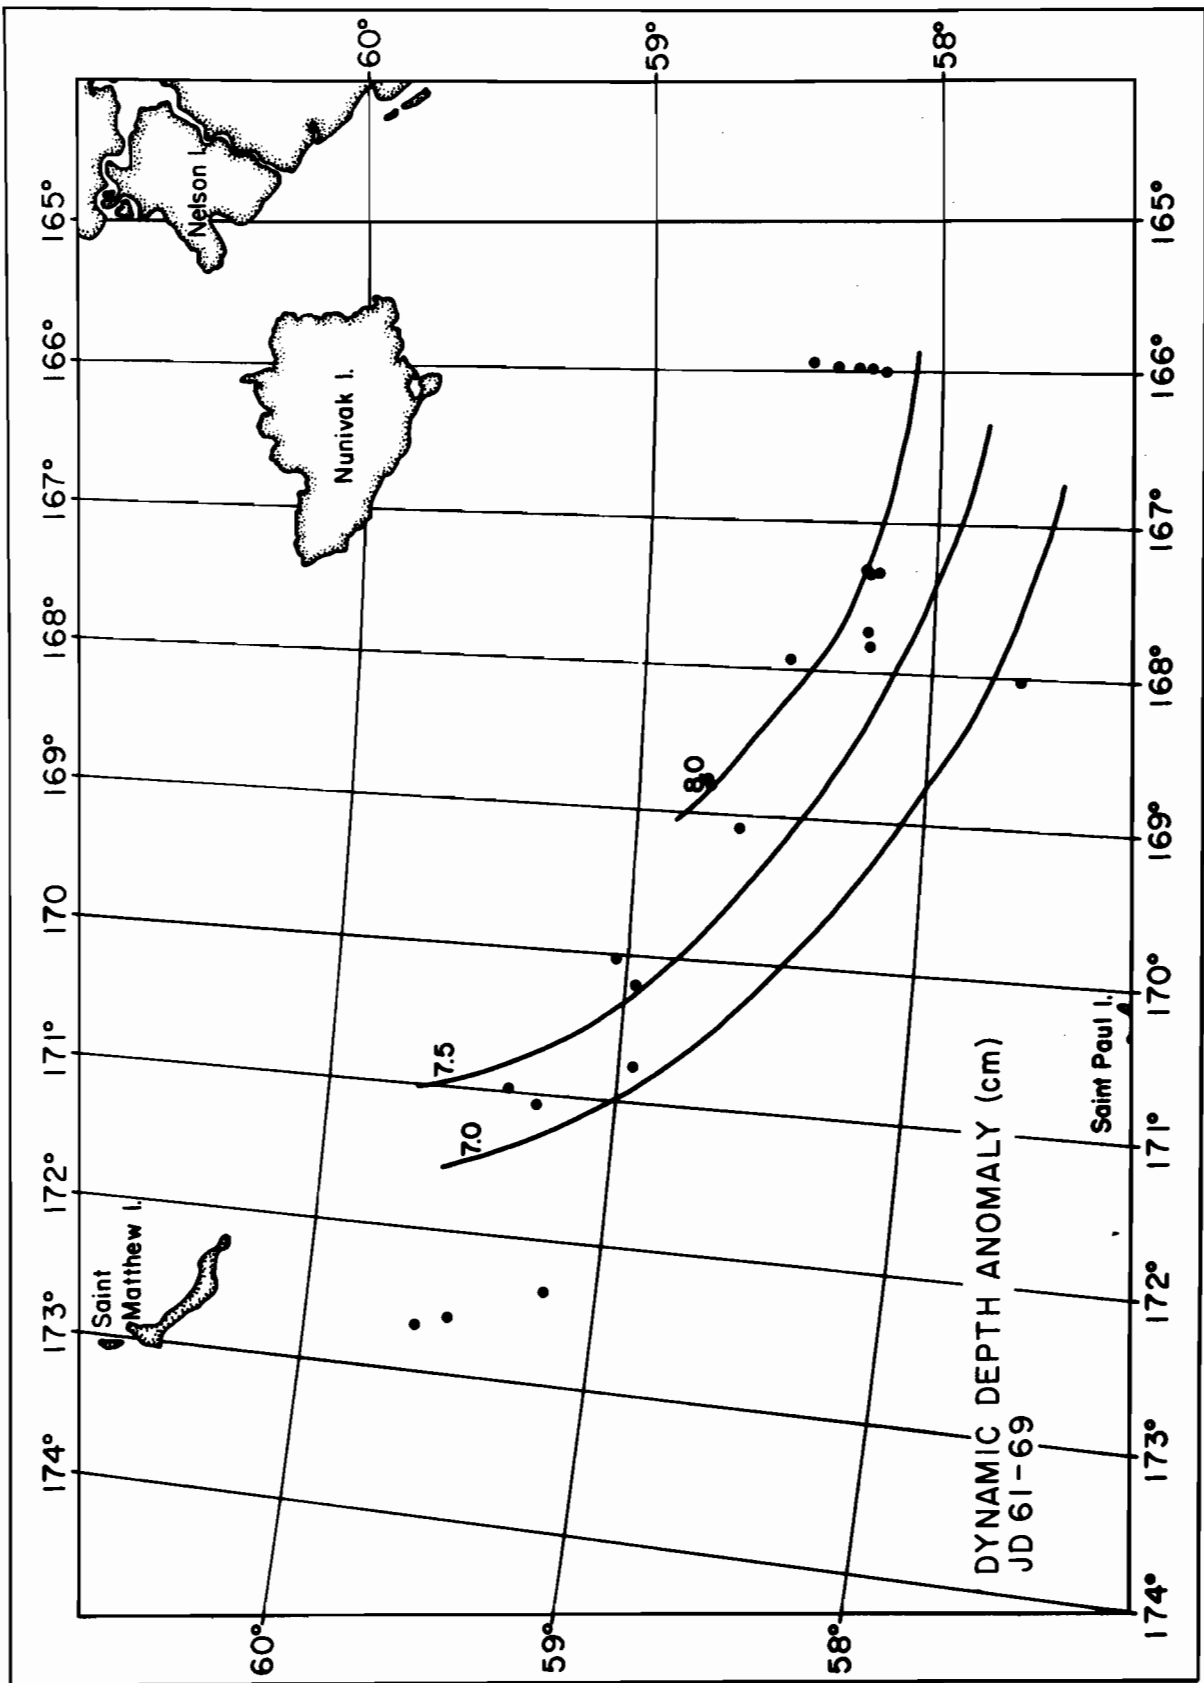 174° 173° 172° 171° 170 169° 168° 167° 166° 165°
Saint
Matthew I.
Nunivak I.
Nelson I.
60° 60°
7.0
7.5
8.0
59° 59°
58° 58°
DYNAMIC DEPTH ANOMALY (cm)
JD 61-69
Saint Paul I.
174° 173° 172° 171° 170° 169° 168° 167° 166° 165°